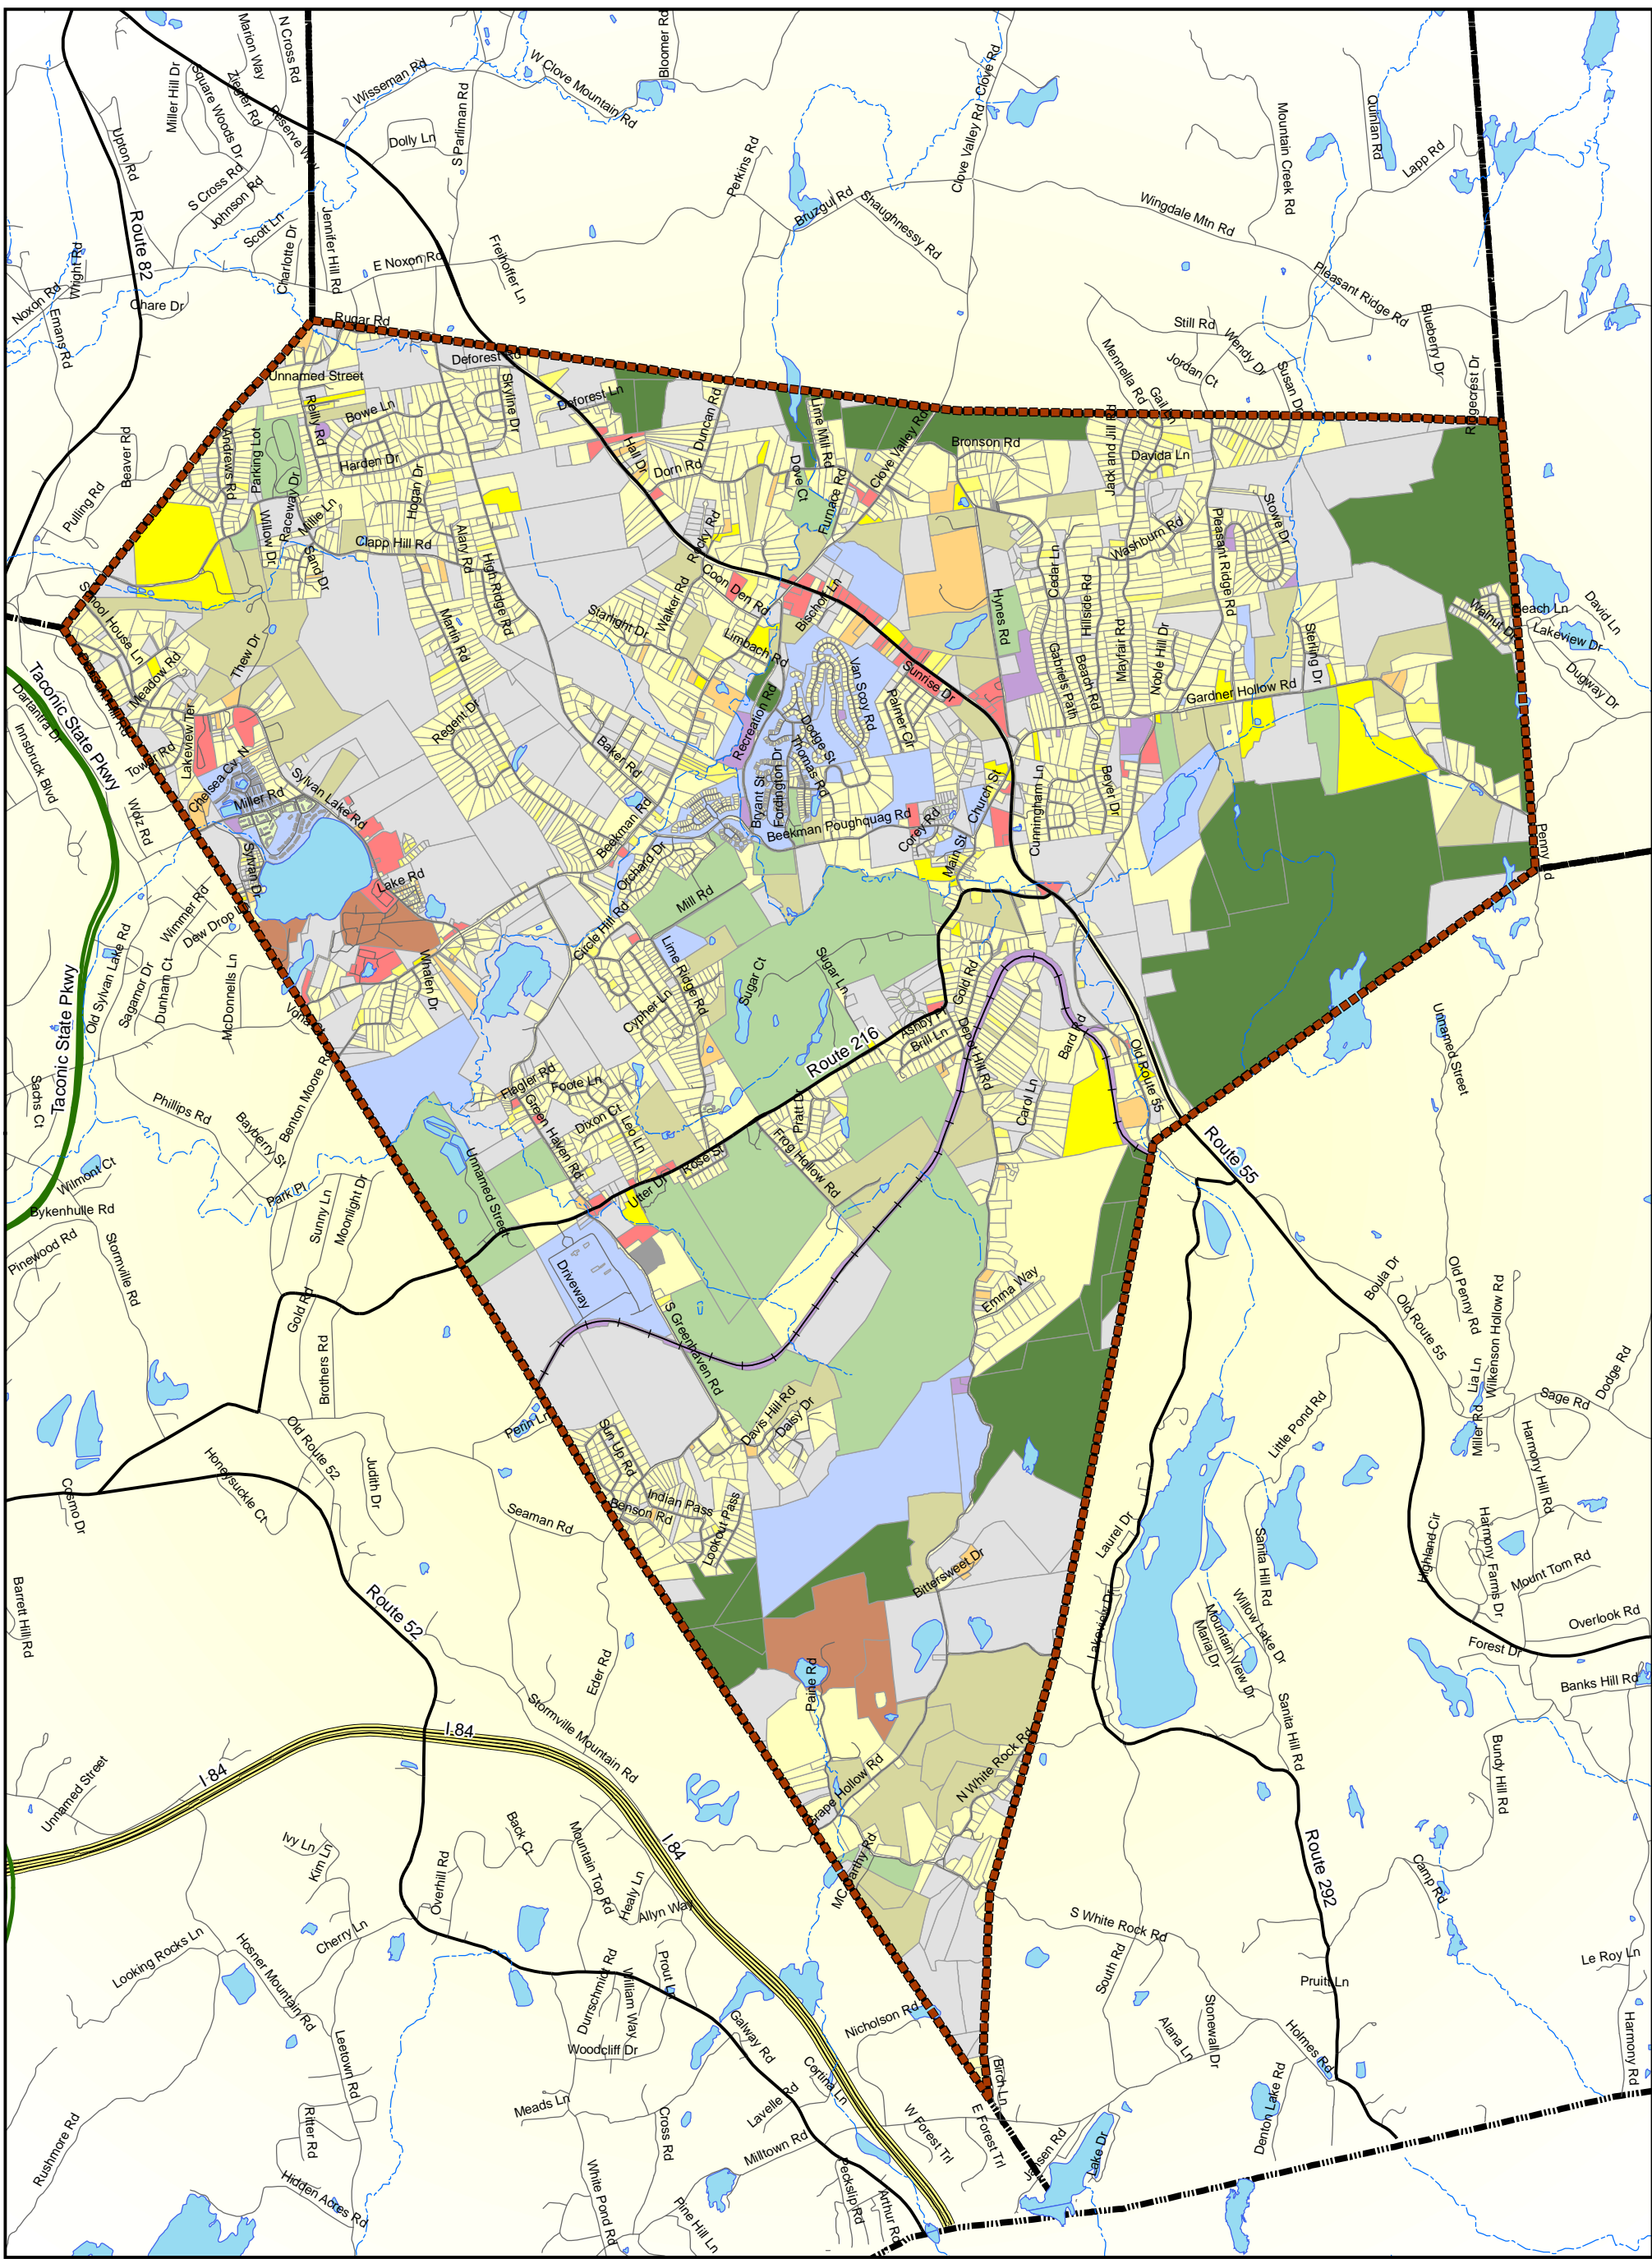 Marion Way
N Cross Rd
Bloomer Rd
Miller Hill Dr
Square Woods Dr
Ziegler Rd
Reserve Way
Wisseman Rd
W Clove Mountain Rd
Clove Rd
Clove Valley Rd
Upton Rd
Dolly Ln
S Parliman Rd
Perkins Rd
Mountain Creek Rd
Quinlan Rd
Lapp Rd
S Cross Rd
Johnson Rd
Scott Ln
Charlotte Dr
Jennifer Hill Rd
Bruzgul Rd
Shaughnessy Rd
Wingdale Mtn Rd
Route 82
Wright Rd
Noxon Rd
E Noxon Rd
Freihoffer Ln
Pleasant Ridge Rd
Emans Rd
Ohare Dr
Rugar Rd
Still Rd
Wendy Dr
Blueberry Dr
Mennella Rd
Jordan Ct
Susan Dr
Ridgecrest Dr
Gail Ln
Deforest Rd
Unnamed Street
Skyline Dr
Deforest Ln
Reilly Rd
Bowe Ln
Duncan Rd
Lime Mill Rd
Clove Valley Rd
Bronson Rd
Jack and Jill Rd
Davida Ln
Beaver Rd
Andrews Rd
Parking Lot
Harden Dr
Hall Dr
Dorn Rd
Dove Ct
Furnace Rd
Hogan Dr
Raceway Dr
Pulling Rd
Willow Dr
Millie Ln
Clapp Hill Rd
Sand Dr
Alary Rd
High Ridge Rd
Rocky Rd
Washburn Rd
Pleasant Ridge Rd
Stowe Dr
Cedar Ln
Hillside Rd
Coon Den Rd
Bischoff Ln
Walker Rd
Starlight Dr
Limbach Rd
Hynes Rd
School House Ln
Meadow Rd
Thew Dr
Martin Rd
Mayfair Rd
Noble Hill Dr
Gabriels Path
Beach Rd
Sterling Dr
Gardner Hollow Rd
Walnut Dr
Beach Ln
Lakeview Dr
David Ln
Dugway Dr
Taconic State Pkwy
Dartantra Dr
Innsbruck Blvd
Tower Rd
Lakeview Ter
Regent Dr
Recreation Rd
Van Scoy Rd
Palmer Cir
Sunrise Dr
Dodge St
Thomas Rd
Fordington Dr
Bryant St
Baker Rd
Beekman Rd
Chelsea Cv N
Miller Rd
Sylvan Lake Rd
Wolz Rd
Beekman Poughquag Rd
Corey Rd
Church St
Main St
Cunningham Ln
Beyer Dr
Penny Rd
Sylvan Dr
Lake Rd
Orchard Dr
Mill Rd
Wimmer Rd
Dew Drop Ln
Circle Hill Rd
Lime Ridge Rd
Sugar Ct
Sugar Ln
Old Sylvan Lake Rd
Sagamor Dr
Dunham Ct
McDonnells Ln
Whalen Dr
Cypher Ln
Gold Rd
Taconic State Pkwy
Vona Ct
Route 216
Ashby Pl
Brill Ln
Depot Hill Rd
Bard Rd
Old Route 55
Unnamed Street
Sachs Ct
Phillips Rd
Bayberry St
Benton Moore Rd
Flagler Rd
Foote Ln
Green Haven Rd
Dixon Ct
Leo Ln
Pratt Dr
Frog Hollow Rd
Carol Ln
Route 55
Wilmont Ct
Bykenhulle Rd
Park Pl
Sunny Ln
Moonlight Dr
Unnamed Street
Utter Dr
Rose St
Pinewood Rd
Stormville Rd
Driveway
Gold Rd
Brothers Rd
S Greenhaven Rd
Emma Way
Boula Dr
Old Route 55
Old Penny Rd
Wilkenson Hollow Rd
Lia Ln
Dodge Rd
Sage Rd
Miller Rd
Harmony Hill Rd
Perin Ln
Sun Up Rd
Davis Hill Rd
Daisy Dr
Little Pond Rd
Old Route 52
Judith Dr
Honeysuckle Ct
Cosmo Dr
Seaman Rd
Indian Pass
Benson Rd
Lookout Pass
Bittersweet Dr
Laurel Dr
Lakeview Dr
Sanita Hill Rd
Highland Cir
Harmony Farms Dr
Mount Tom Rd
Overlook Rd
Forest Dr
Banks Hill Rd
Barrett Hill Rd
Route 52
Eder Rd
Paine Rd
Willow Lake Dr
Mountain View Dr
Maria Dr
Sanita Hill Rd
Bundy Hill Rd
I 84
I 84
Stormville Mountain Rd
N White Rock Rd
Grape Hollow Rd
Unnamed Street
Ivy Ln
Kim Ln
Back Ct
Mountain Top Rd
I 84
Healy Ln
Allyn Way
Overhill Rd
MC Carthy Rd
Route 292
Camp Rd
Looking Rocks Ln
Hosner Mountain Rd
Cherry Ln
S White Rock Rd
South Rd
Le Roy Ln
Pruitt Ln
Durrschmidt Rd
William Way
Prout Ln
Nicholson Rd
Galway Rd
Woodcliff Dr
Leetown Rd
Alana Ln
Stonewall Dr
Holmes Rd
Harmony Rd
Rushmore Rd
Ritter Rd
Hidden Acres Rd
Meads Ln
Cross Rd
Lavelle Rd
Cortina Ln
Milltown Rd
Birch Ln
W Forest Trl
E Forest Trl
Jensen Rd
Lake Dr
Denton Lake Rd
White Pond Rd
Pine Hill Ln
Peckslip Rd
Arthur Rd